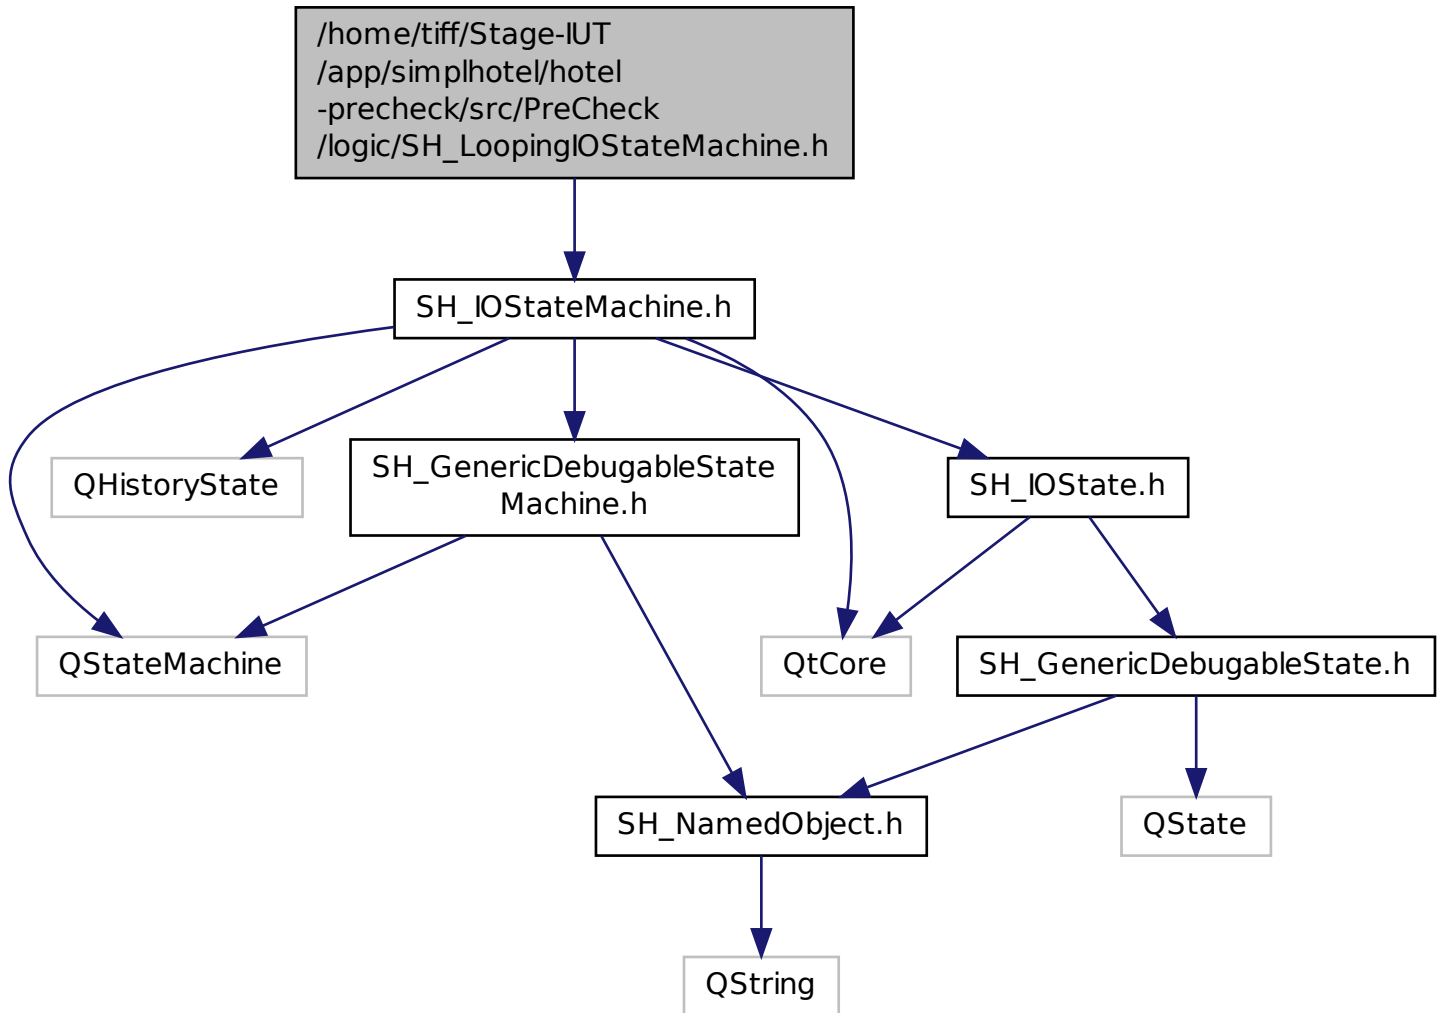 /home/tiff/Stage-IUT
/app/simplhotel/hotel
-precheck/src/PreCheck
/logic/SH_LoopingIOStateMachine.h
SH_IOStateMachine.h
QHistoryState
SH_GenericDebugableState
Machine.h
SH_IOState.h
QStateMachine
QtCore
SH_GenericDebugableState.h
SH_NamedObject.h
QState
QString